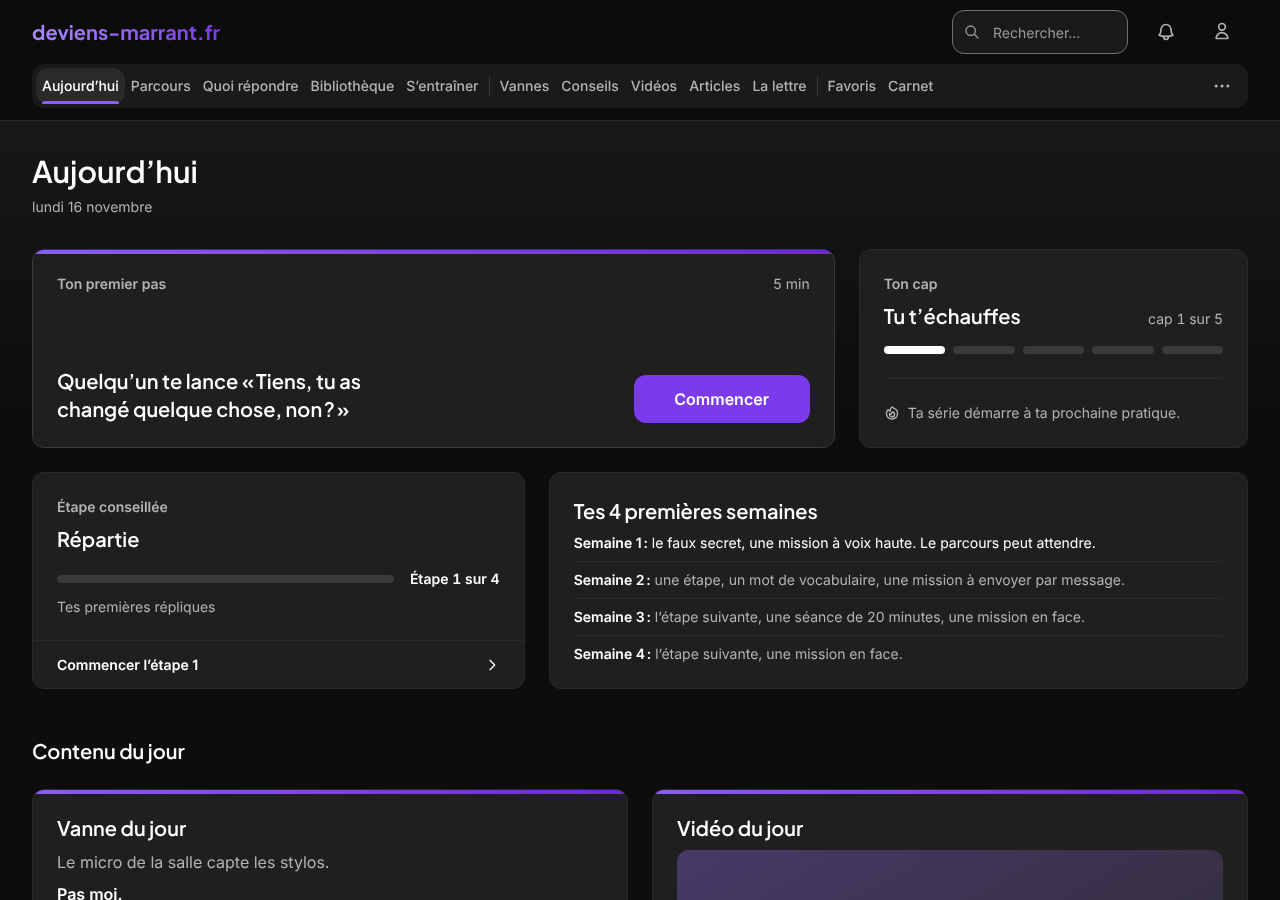 deviens-marrant.fr
Rechercher...
Aujourd’hui Parcours Quoi répondre Bibliothèque S’entraîner Vannes Conseils Vidéos Articles La lettre Favoris Carnet
Aujourd’hui
lundi 16 novembre
Ton premier pas
5 min
Quelqu’un te lance « Tiens, tu as
changé quelque chose, non ? »
Commencer
Ton cap
Tu t’échauffes
cap 1 sur 5
Ta série démarre à ta prochaine pratique.
Étape conseillée
Répartie
Étape 1 sur 4
Tes premières répliques
Commencer l’étape 1
Tes 4 premières semaines
Semaine 1 : le faux secret, une mission à voix haute. Le parcours peut attendre.
Semaine 2 : une étape, un mot de vocabulaire, une mission à envoyer par message.
Semaine 3 : l’étape suivante, une séance de 20 minutes, une mission en face.
Semaine 4 : l’étape suivante, une mission en face.
Contenu du jour
Vanne du jour
Le micro de la salle capte les stylos.
Pas moi.
Vidéo du jour